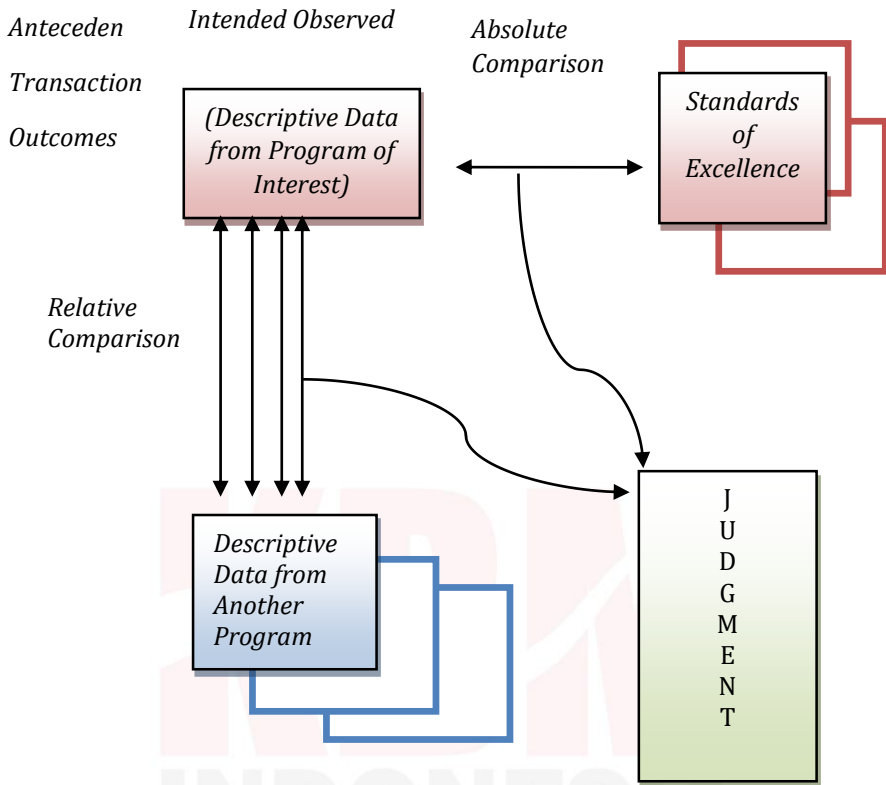 Anteceden
Transaction
Outcomes
Intended Observed
Absolute
Comparison
(Descriptive Data
from Program of
Interest)
Standards
of
Excellence
Relative
Comparison
Descriptive
Data from
Another
Program
J
U
D
G
M
E
N
T